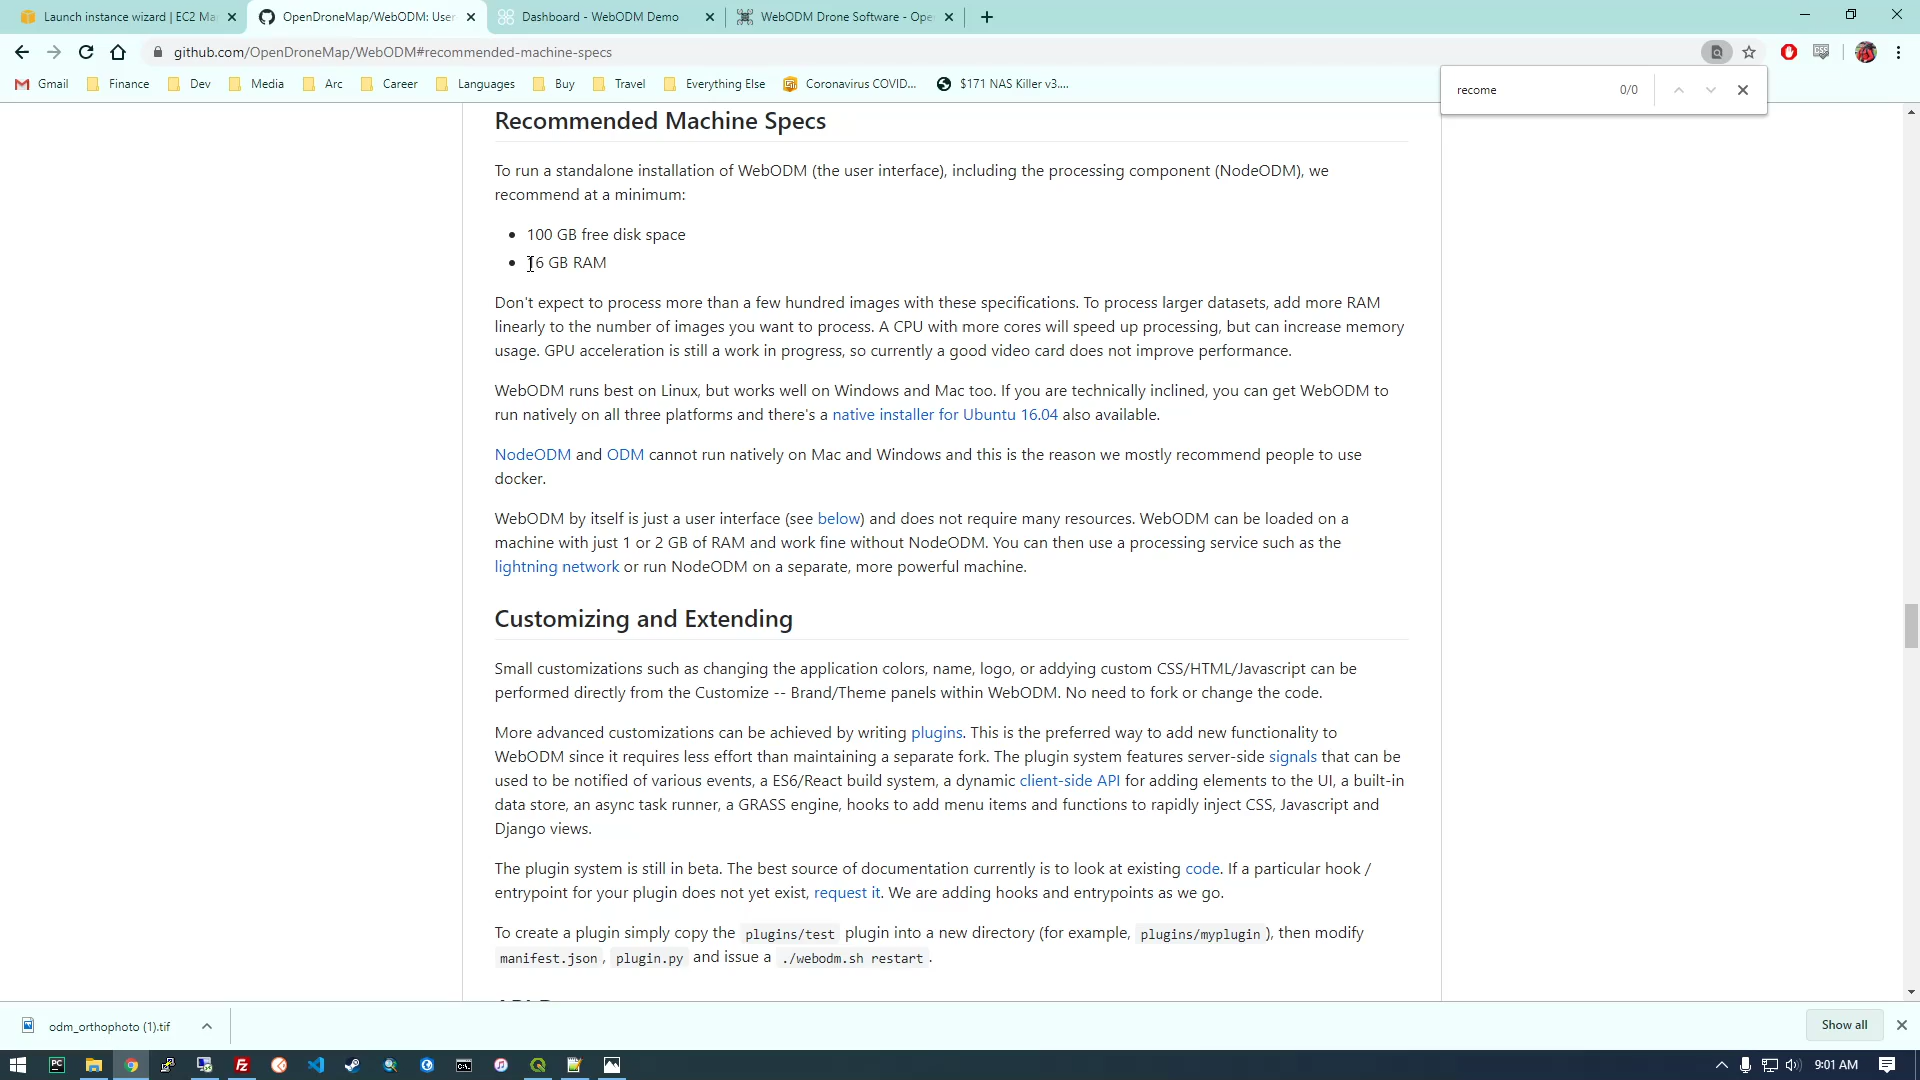 Launch instance wizard | EC2 Ma
OpenDroneMap/WebODM: User
Dashboard - WebODM Demo
WebODM Drone Software - Ope
github.com/OpenDroneMap/WebODM#recommended-machine-specs
Gmail
Finance
Dev
Media
Arc
Career
Languages
Buy
Travel
Everything Else
Coronavirus COVID...
$171 NAS Killer v3....
recome 0/0
Recommended Machine Specs
To run a standalone installation of WebODM (the user interface), including the processing component (NodeODM), we
recommend at a minimum:
• 100 GB free disk space
• 16 GB RAM
Don't expect to process more than a few hundred images with these specifications. To process larger datasets, add more RAM
linearly to the number of images you want to process. A CPU with more cores will speed up processing, but can increase memory
usage. GPU acceleration is still a work in progress, so currently a good video card does not improve performance.
WebODM runs best on Linux, but works well on Windows and Mac too. If you are technically inclined, you can get WebODM to
run natively on all three platforms and there's a native installer for Ubuntu 16.04 also available.
NodeODM and ODM cannot run natively on Mac and Windows and this is the reason we mostly recommend people to use
docker.
WebODM by itself is just a user interface (see below) and does not require many resources. WebODM can be loaded on a
machine with just 1 or 2 GB of RAM and work fine without NodeODM. You can then use a processing service such as the
lightning network or run NodeODM on a separate, more powerful machine.
Customizing and Extending
Small customizations such as changing the application colors, name, logo, or addying custom CSS/HTML/Javascript can be
performed directly from the Customize -- Brand/Theme panels within WebODM. No need to fork or change the code.
More advanced customizations can be achieved by writing plugins. This is the preferred way to add new functionality to
WebODM since it requires less effort than maintaining a separate fork. The plugin system features server-side signals that can be
used to be notified of various events, a ES6/React build system, a dynamic client-side API for adding elements to the UI, a built-in
data store, an async task runner, a GRASS engine, hooks to add menu items and functions to rapidly inject CSS, Javascript and
Django views.
The plugin system is still in beta. The best source of documentation currently is to look at existing code. If a particular hook /
entrypoint for your plugin does not yet exist, request it. We are adding hooks and entrypoints as we go.
To create a plugin simply copy the plugins/test plugin into a new directory (for example, plugins/myplugin ), then modify
manifest.json , plugin.py and issue a ./webodm.sh restart .
odm_orthophoto (1).tif
Show all
9:01 AM